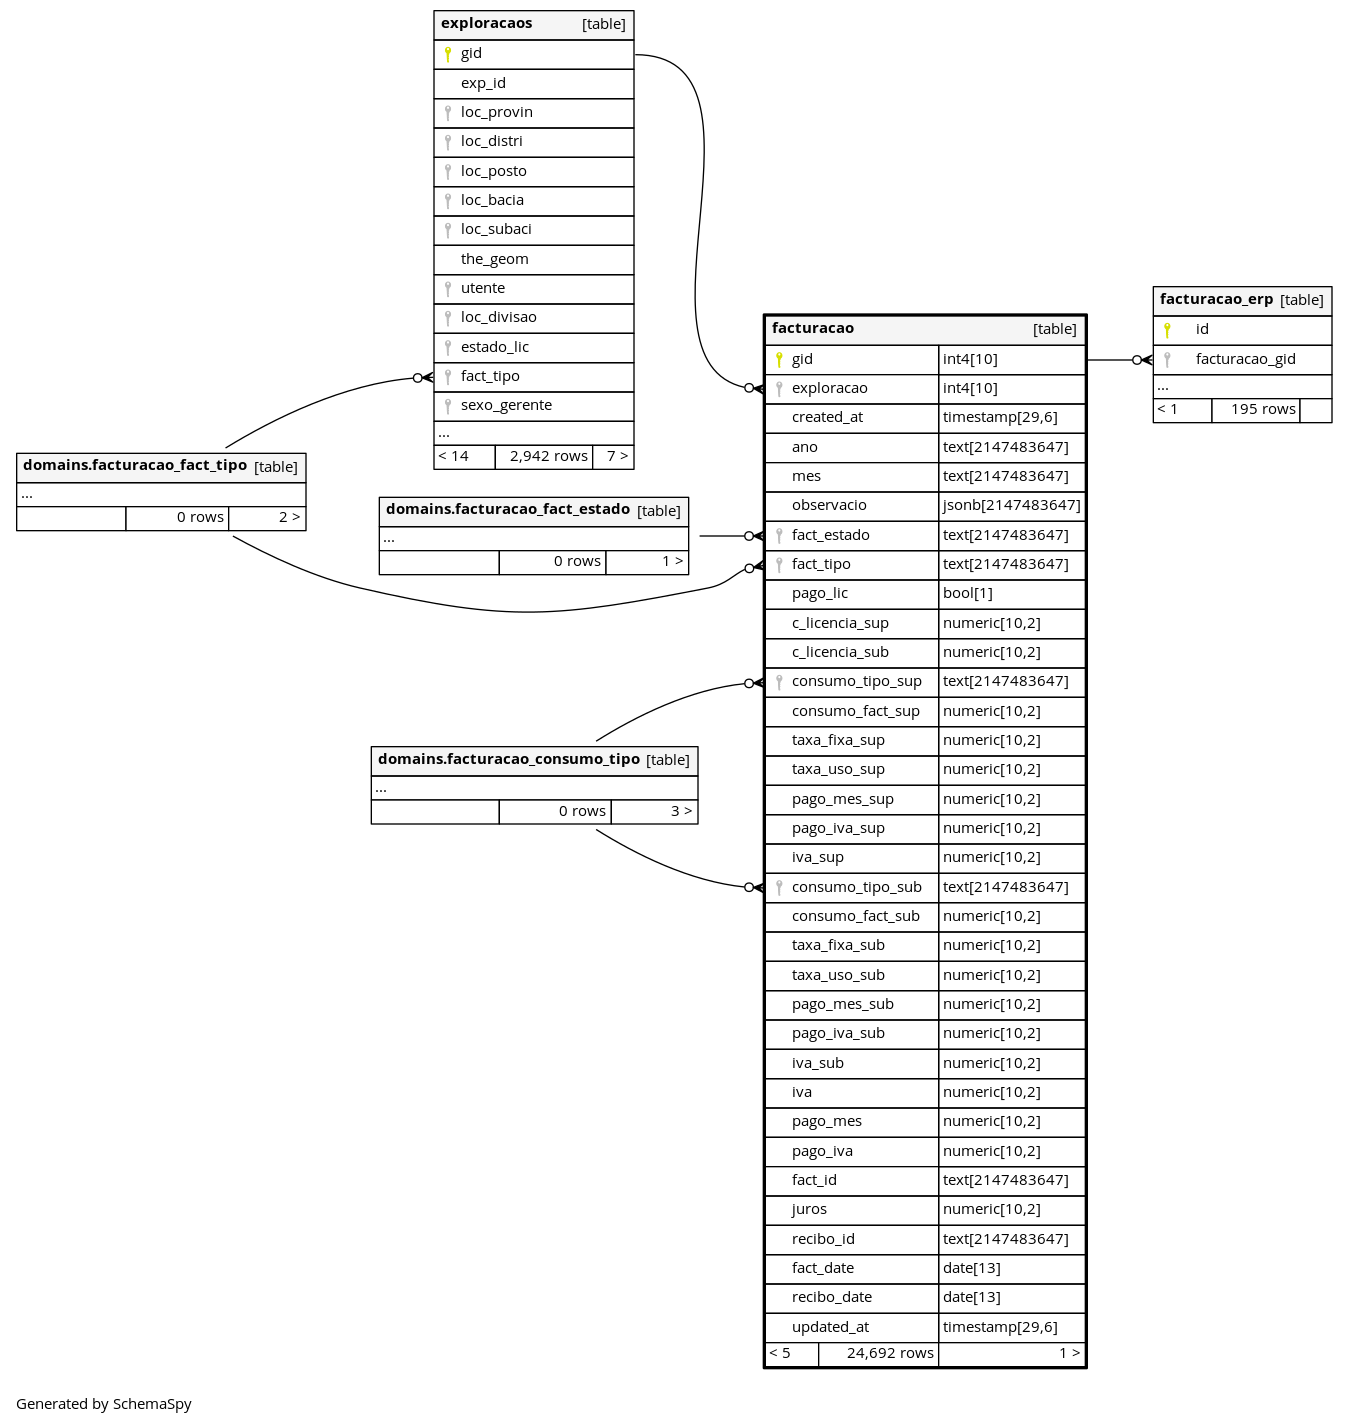 exploracaos [table]
gid
exp_id
loc_provin
loc_distri
loc_posto
loc_bacia
loc_subaci
the_geom
utente
loc_divisao
estado_lic
fact_tipo
sexo_gerente
...
< 14 2,942 rows 7 >
domains.facturacao_fact_tipo [table]
...
0 rows 2 >
domains.facturacao_fact_estado [table]
...
0 rows 1 >
domains.facturacao_consumo_tipo [table]
...
0 rows 3 >
facturacao [table]
gid int4[10]
exploracao int4[10]
created_at timestamp[29,6]
ano text[2147483647]
mes text[2147483647]
observacio jsonb[2147483647]
fact_estado text[2147483647]
fact_tipo text[2147483647]
pago_lic bool[1]
c_licencia_sup numeric[10,2]
c_licencia_sub numeric[10,2]
consumo_tipo_sup text[2147483647]
consumo_fact_sup numeric[10,2]
taxa_fixa_sup numeric[10,2]
taxa_uso_sup numeric[10,2]
pago_mes_sup numeric[10,2]
pago_iva_sup numeric[10,2]
iva_sup numeric[10,2]
consumo_tipo_sub text[2147483647]
consumo_fact_sub numeric[10,2]
taxa_fixa_sub numeric[10,2]
taxa_uso_sub numeric[10,2]
pago_mes_sub numeric[10,2]
pago_iva_sub numeric[10,2]
iva_sub numeric[10,2]
iva numeric[10,2]
pago_mes numeric[10,2]
pago_iva numeric[10,2]
fact_id text[2147483647]
juros numeric[10,2]
recibo_id text[2147483647]
fact_date date[13]
recibo_date date[13]
updated_at timestamp[29,6]
< 5 24,692 rows 1 >
facturacao_erp [table]
id
facturacao_gid
...
< 1 195 rows
Generated by SchemaSpy